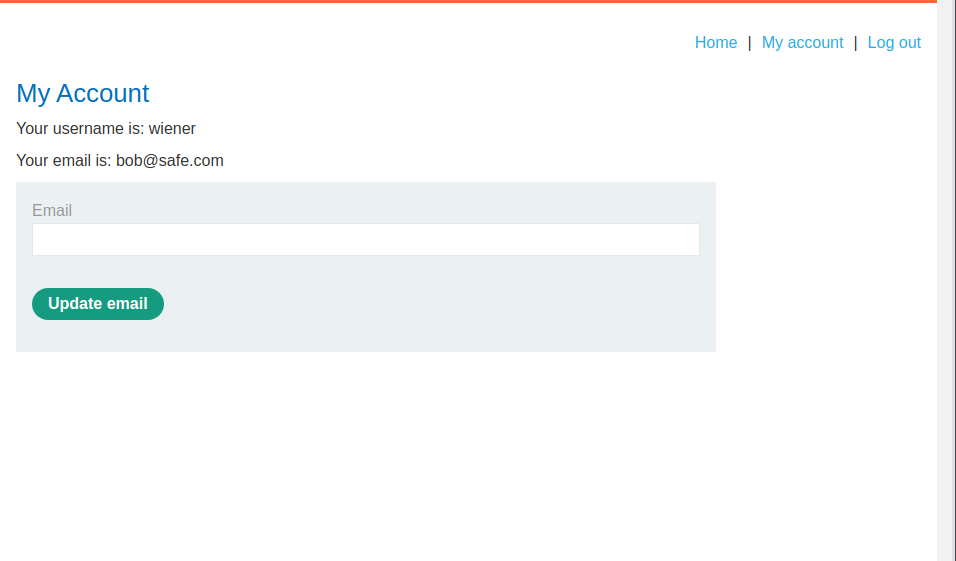 Home | My account | Log out
My Account
Your username is: wiener
Your email is: bob@safe.com
Email
Update email